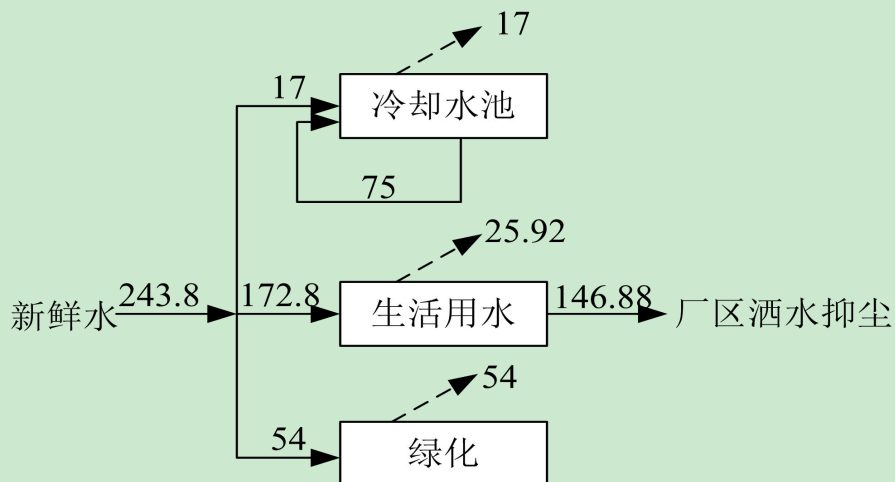 17
17
冷却水池
75
25.92
新鲜水
243.8
172.8
生活用水
146.88
厂区洒水抑尘
54
54
绿化